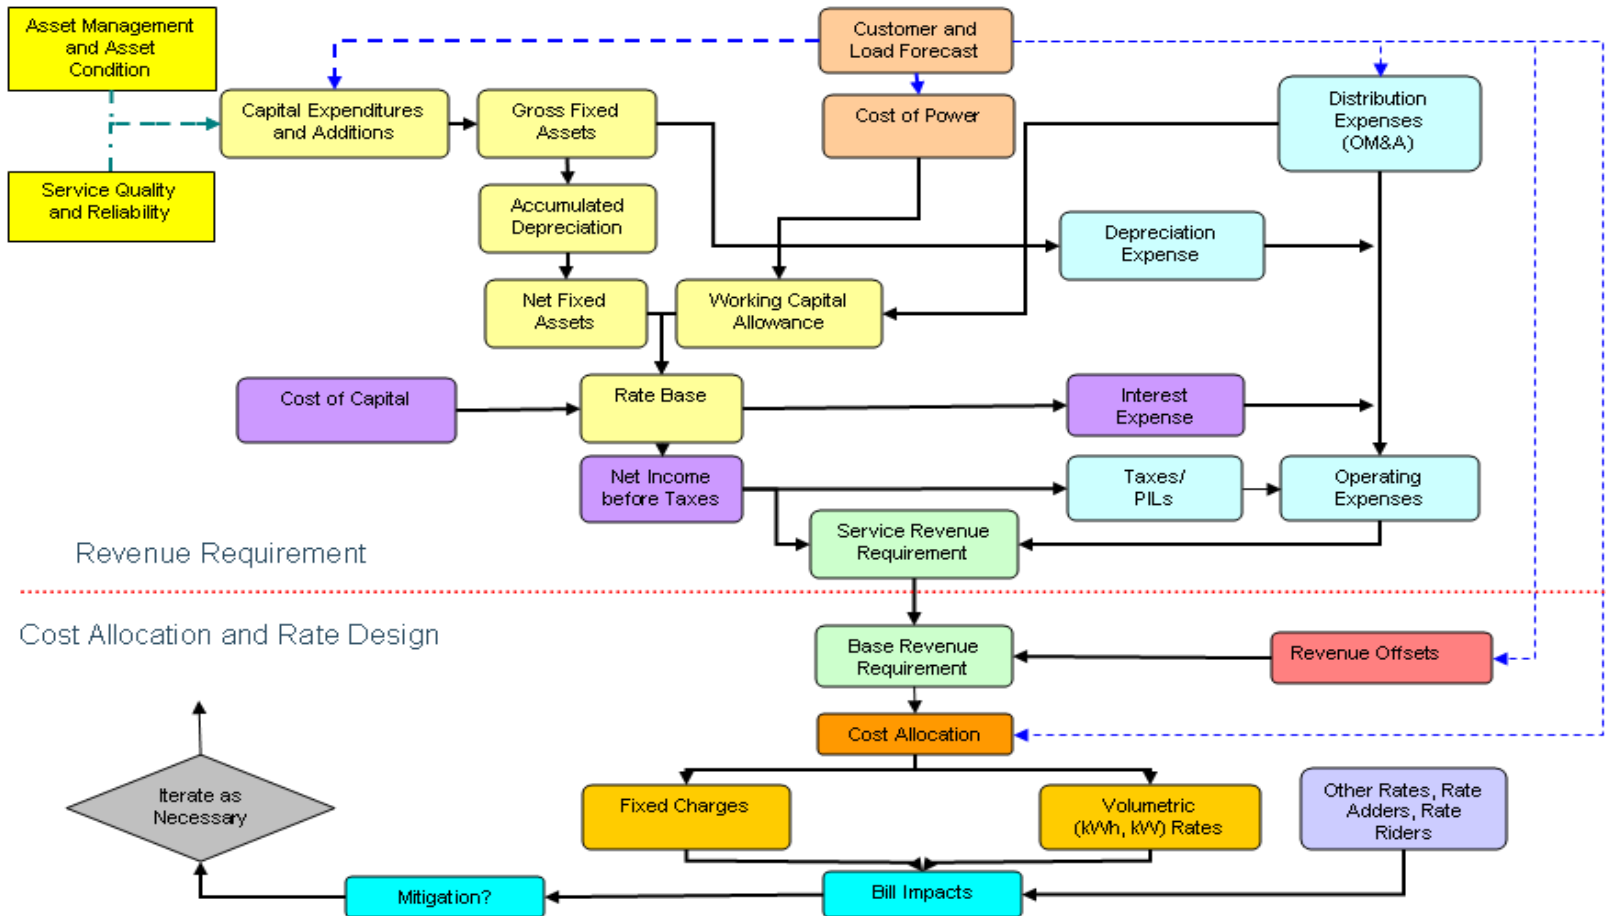 Asset Management
and Asset
Condition
Customer and
Load Forecast
Capital Expenditures
and Additions
Gross Fixed
Assets
Cost of Power
Distribution
Expenses
(OM&A)
Service Quality
and Reliability
Accumulated
Depreciation
Depreciation
Expense
Net Fixed
Assets
Working Capital
Allowance
Cost of Capital
Rate Base
Interest
Expense
Net Income
before Taxes
Taxes/
PILs
Operating
Expenses
Service Revenue
Requirement
Revenue Requirement
Cost Allocation and Rate Design
Base Revenue
Requirement
Revenue Offsets
Cost Allocation
Iterate as
Necessary
Fixed Charges
Volumetric
(kWh, kW) Rates
Other Rates, Rate
Adders, Rate
Riders
Mitigation?
Bill Impacts